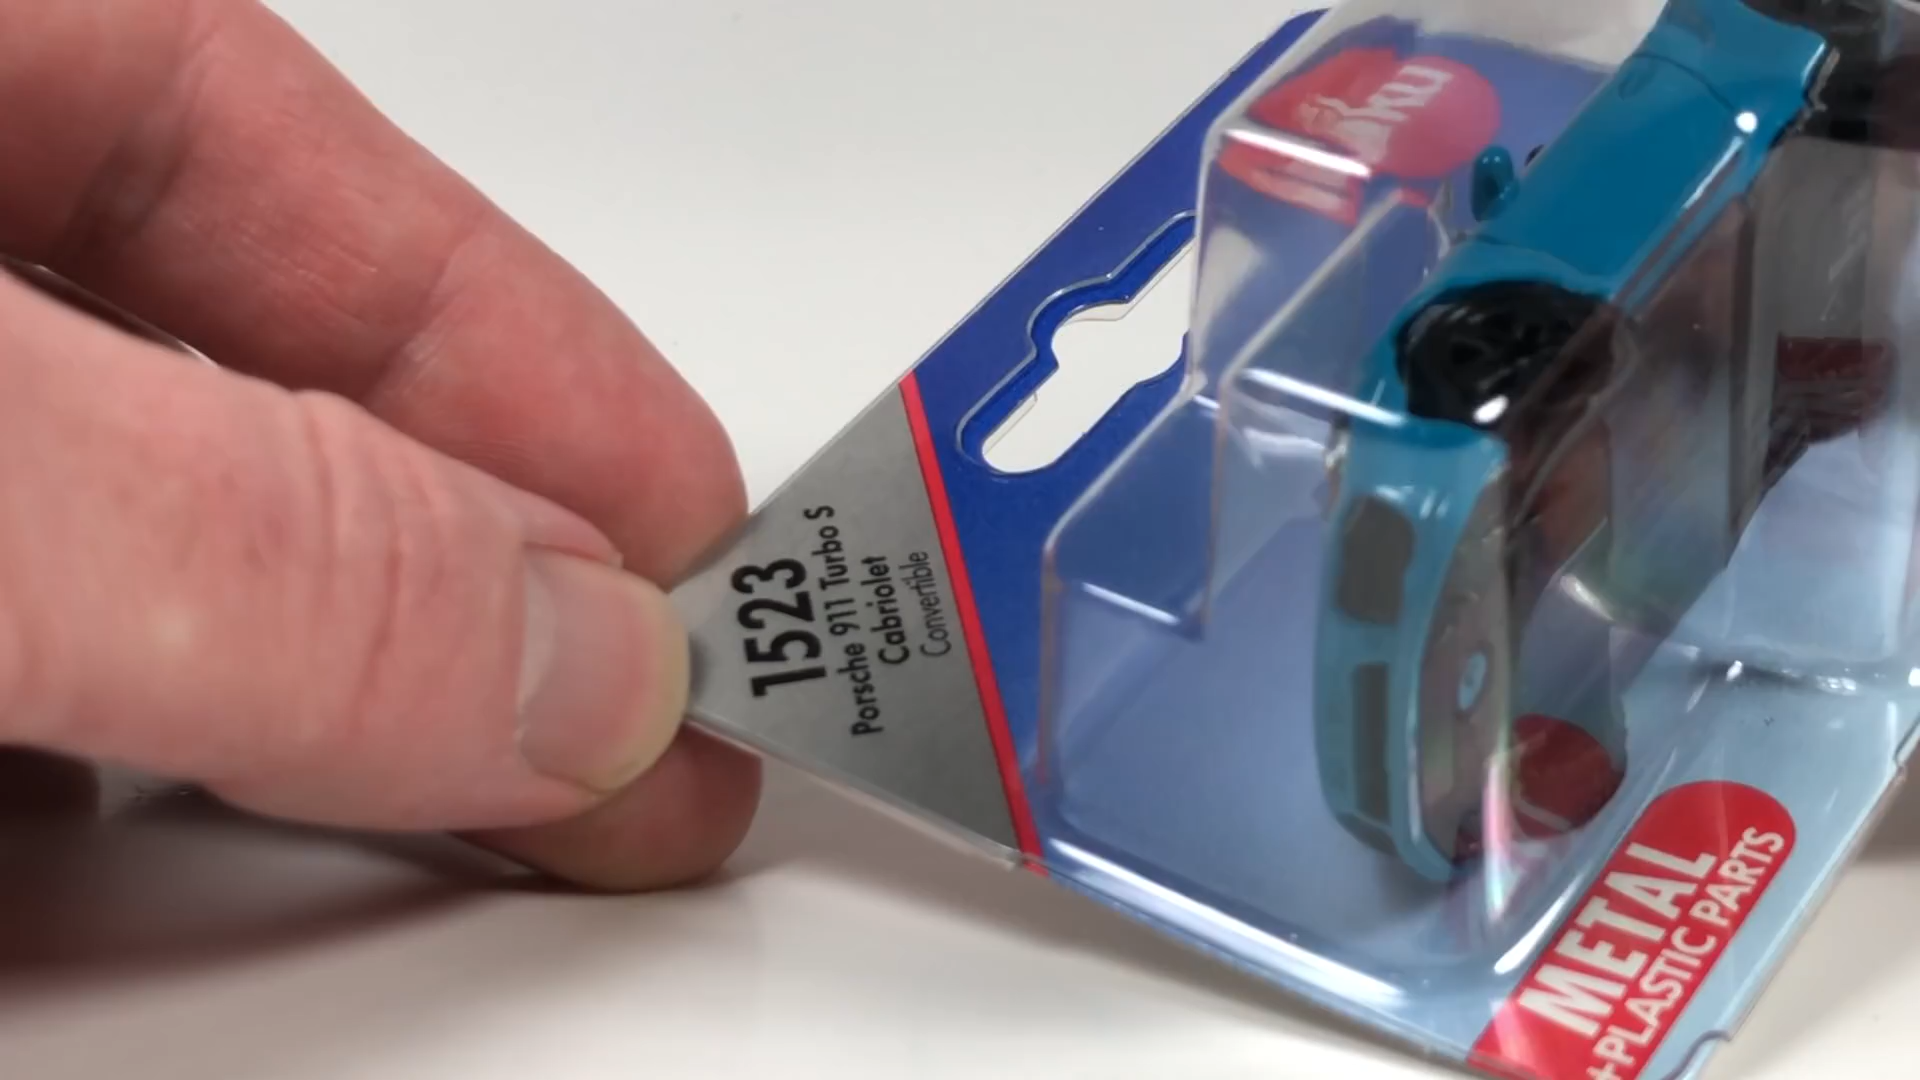 1523
Porsche 911 Turbo S
Cabriolet
Convertible
METAL
+PLASTIC PARTS